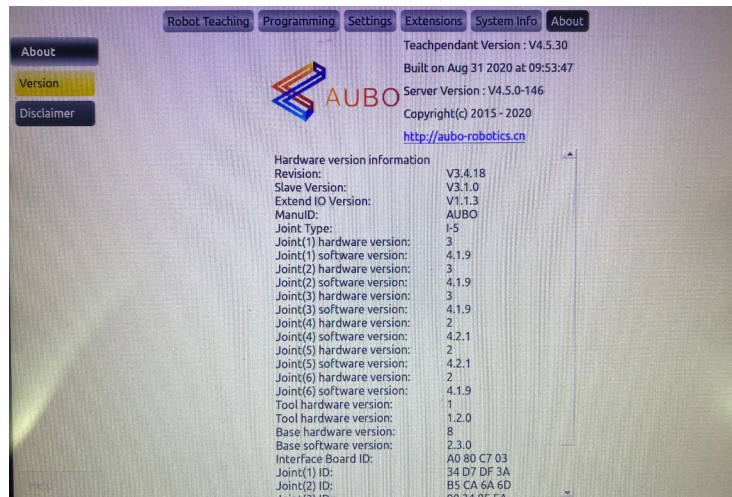 Robot Teaching Programming Settings Extensions System Info About
About
Version
Disclaimer
AUBO
Teachpendant Version : V4.5.30
Built on Aug 31 2020 at 09:53:47
Server Version : V4.5.0-146
Copyright(c) 2015 - 2020
http://aubo-robotics.cn
Hardware version information
Revision: V3.4.18
Slave Version: V3.1.0
Extend IO Version: V1.1.3
ManuID: AUBO
Joint Type: I-5
Joint(1) hardware version: 3
Joint(1) software version: 4.1.9
Joint(2) hardware version: 3
Joint(2) software version: 4.1.9
Joint(3) hardware version: 3
Joint(3) software version: 4.1.9
Joint(4) hardware version: 2
Joint(4) software version: 4.2.1
Joint(5) hardware version: 2
Joint(5) software version: 4.2.1
Joint(6) hardware version: 2
Joint(6) software version: 4.1.9
Tool hardware version: 1
Tool hardware version: 1.2.0
Base hardware version: 8
Base software version: 2.3.0
Interface Board ID: A0 80 C7 03
Joint(1) ID: 34 D7 DF 3A
Joint(2) ID: B5 CA 6A 6D
Help